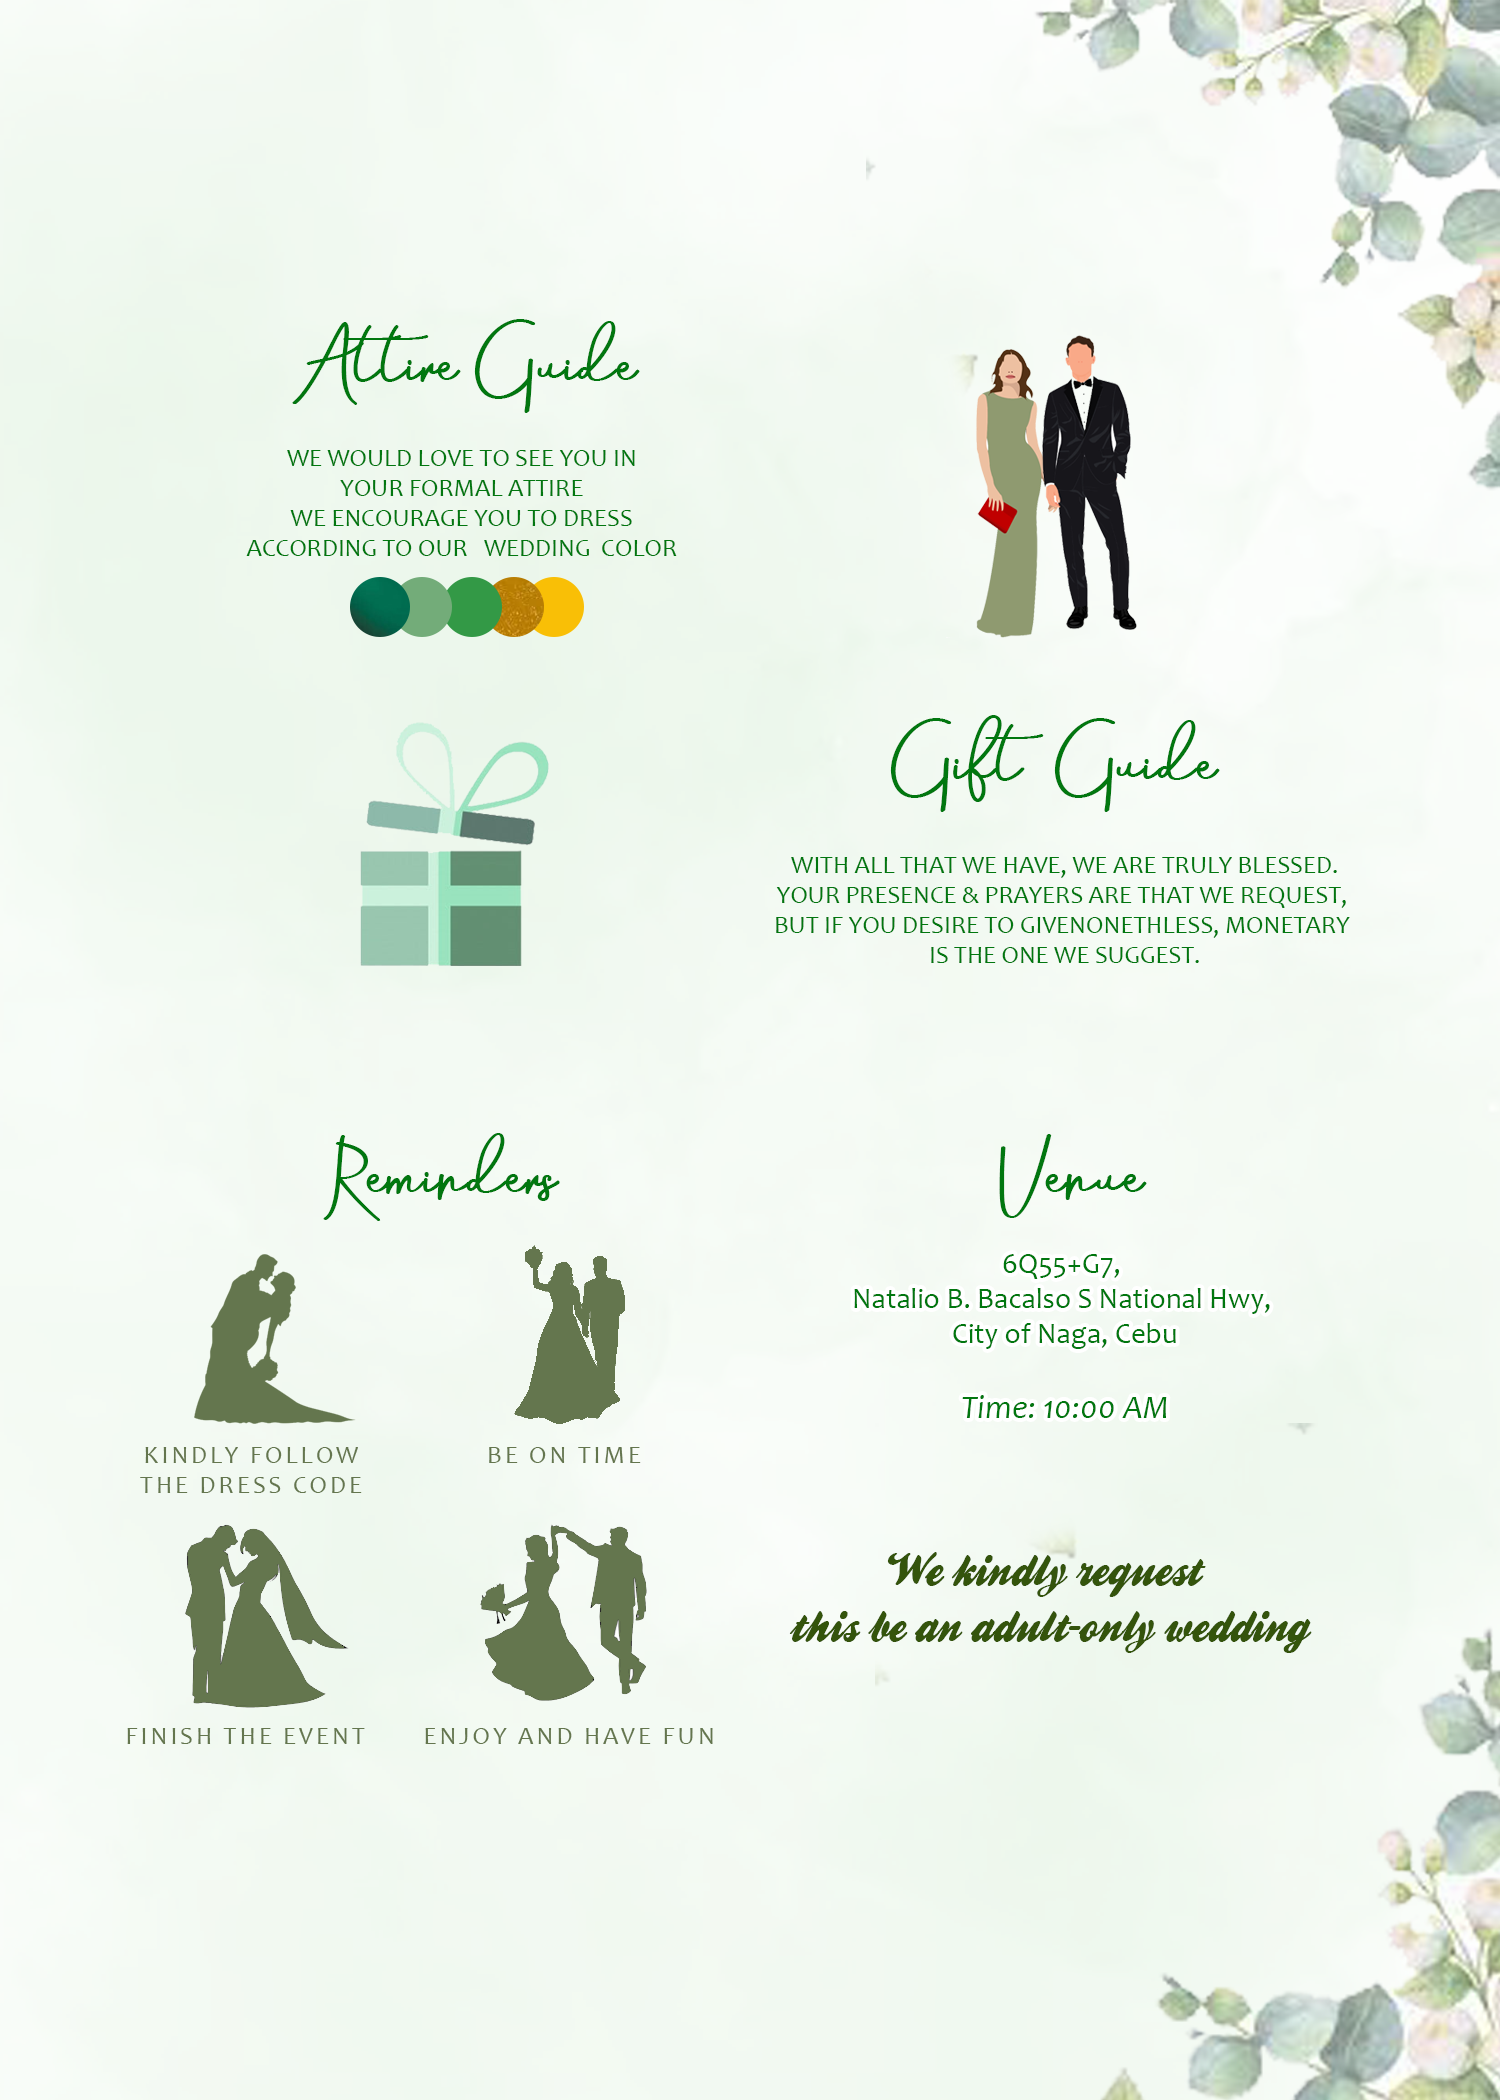 Attire Guide
WE WOULD LOVE TO SEE YOU IN
YOUR FORMAL ATTIRE
WE ENCOURAGE YOU TO DRESS
ACCORDING TO OUR WEDDING COLOR
Gift Guide
WITH ALL THAT WE HAVE, WE ARE TRULY BLESSED.
YOUR PRESENCE & PRAYERS ARE THAT WE REQUEST,
BUT IF YOU DESIRE TO GIVENONETHLESS, MONETARY
IS THE ONE WE SUGGEST.
Reminders
KINDLY FOLLOW
THE DRESS CODE
BE ON TIME
FINISH THE EVENT
ENJOY AND HAVE FUN
Venue
6Q55+G7,
Natalio B. Bacalso S National Hwy,
City of Naga, Cebu
Time: 10:00 AM
We kindly request
this be an adult-only wedding